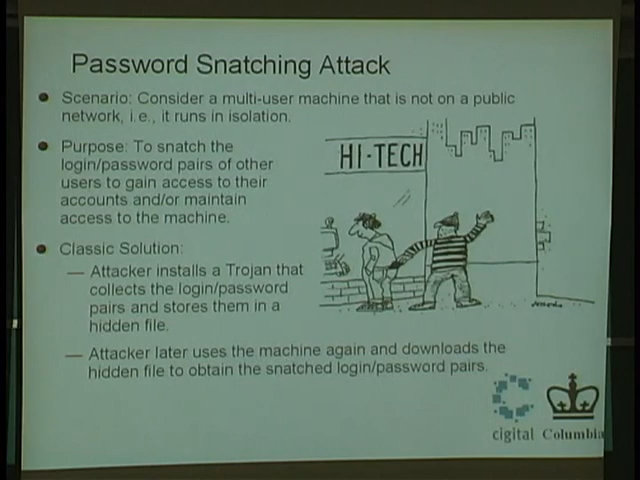 Password Snatching Attack
Scenario: Consider a multi-user machine that is not on a public
network, i.e., it runs in isolation.
Purpose: To snatch the
login/password pairs of other
users to gain access to their
accounts and/or maintain
access to the machine.
HI-TECH
Classic Solution:
— Attacker installs a Trojan that
collects the login/password
pairs and stores them in a
hidden file.
— Attacker later uses the machine again and downloads the
hidden file to obtain the snatched login/password pairs.
cigital Columbia